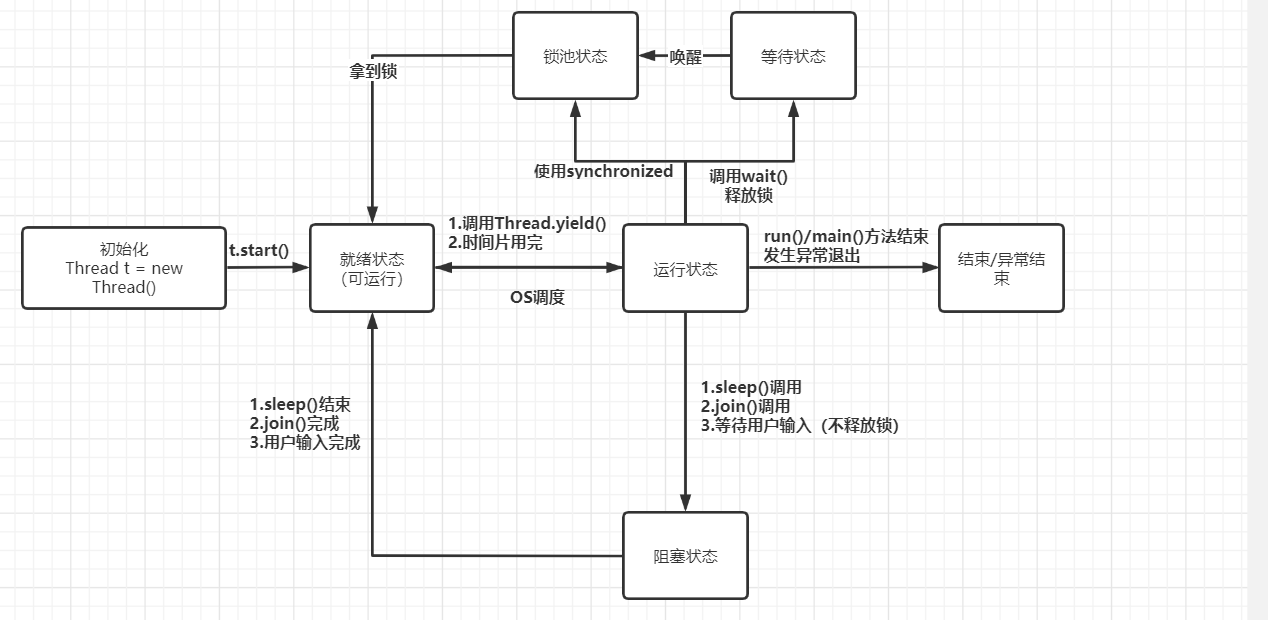 锁池状态
唤醒
等待状态
拿到锁
使用synchronized
调用wait()
释放锁
初始化
Thread t = new
Thread()
t.start()
就绪状态
（可运行）
1.调用Thread.yield()
2.时间片用完
OS调度
运行状态
run()/main()方法结束
发生异常退出
结束/异常结
束
1.sleep()结束
2.join()完成
3.用户输入完成
1.sleep()调用
2.join()调用
3.等待用户输入（不释放锁）
阻塞状态